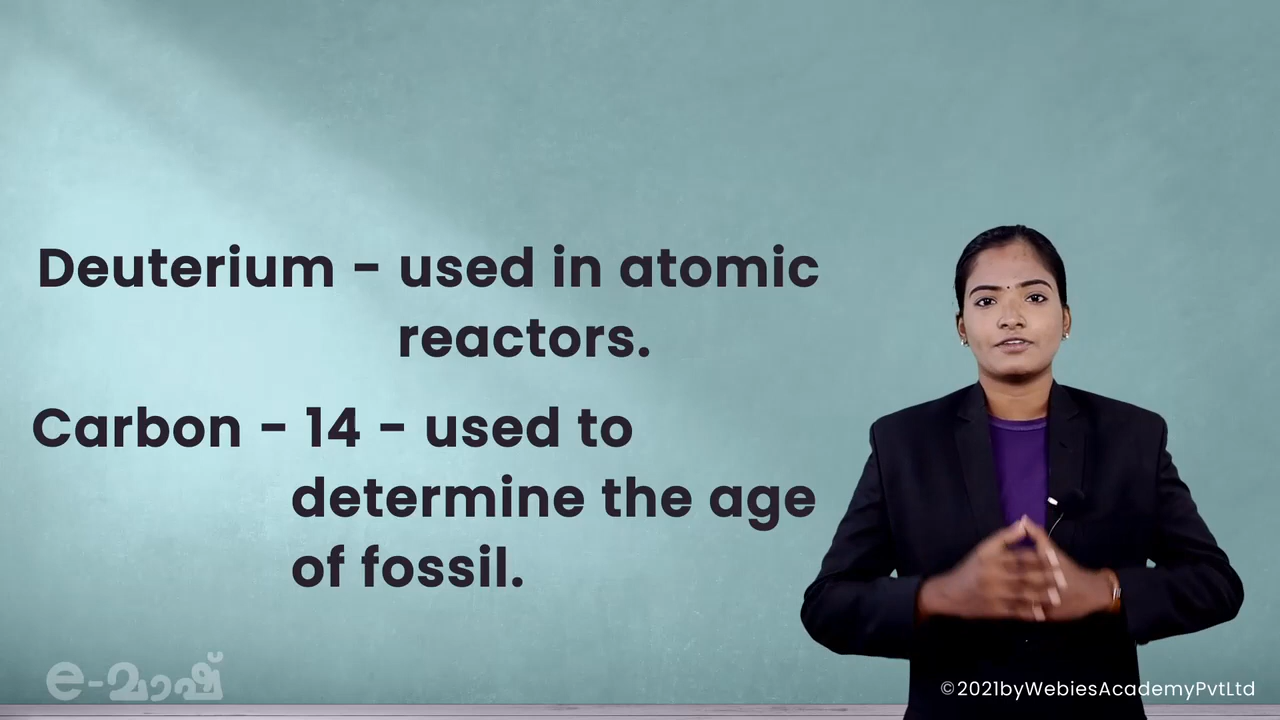 Deuterium - used in atomic
reactors.
Carbon - 14 - used to
determine the age
of fossil.
e-മാഷ്
©2021byWebiesAcademyPvtLtd